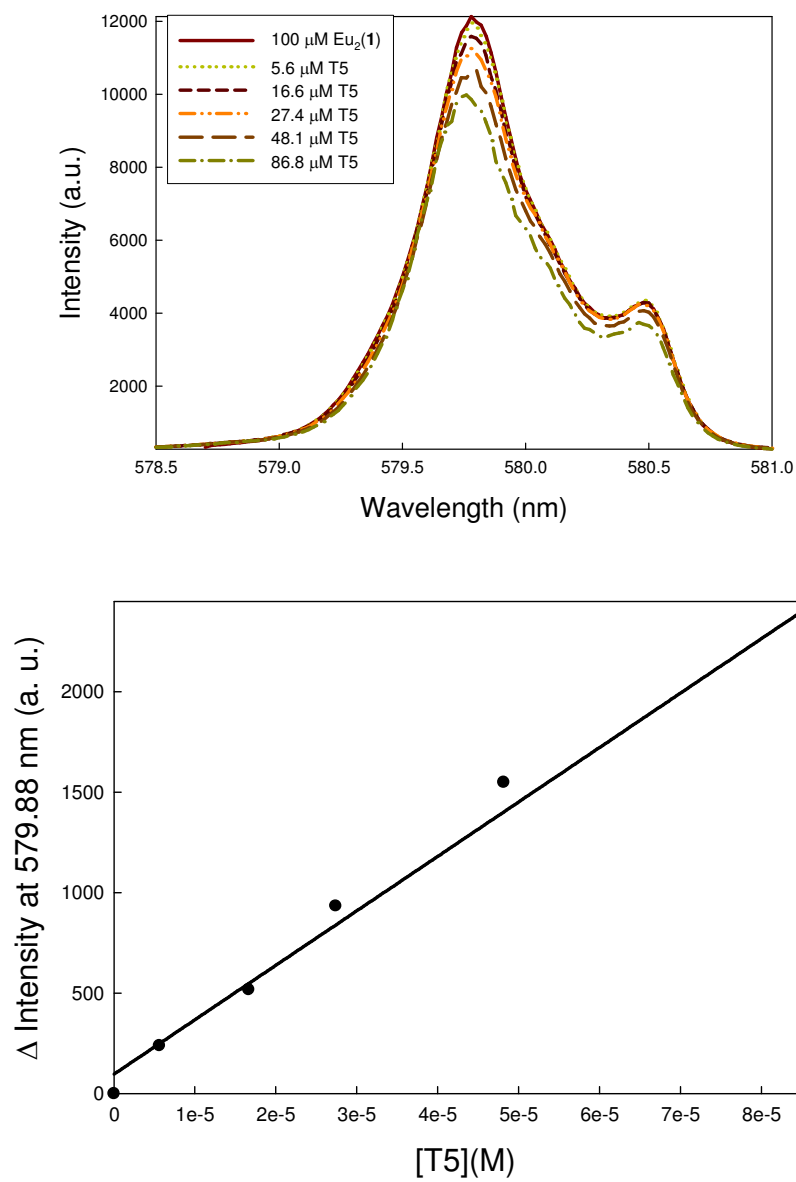 12000
10000
8000
6000
4000
2000
Intensity (a.u.)
100 μM Eu₂(1)
5.6 μM T5
16.6 μM T5
27.4 μM T5
48.1 μM T5
86.8 μM T5
578.5 579.0 579.5 580.0 580.5 581.0
Wavelength (nm)
2000
1500
1000
500
0
Δ Intensity at 579.88 nm (a. u.)
0 1e-5 2e-5 3e-5 4e-5 5e-5 6e-5 7e-5 8e-5
[T5](M)